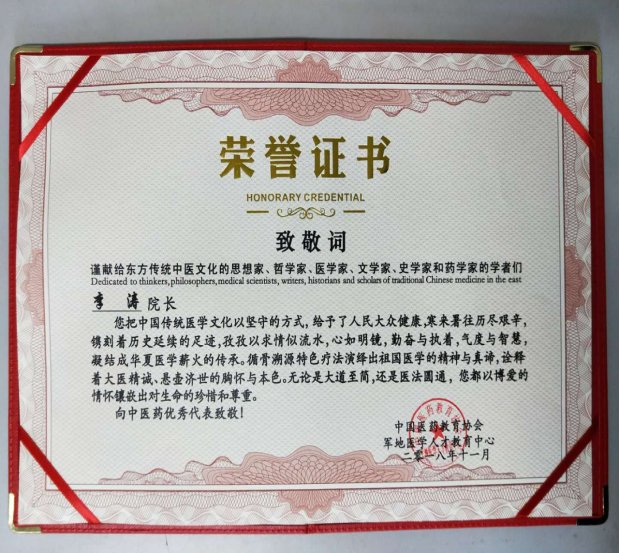 荣誉证书
HONORARY CREDENTIAL
致敬词
谨献给东方传统中医文化的思想家、哲学家、医学家、文学家、史学家和药学家的学者们
Dedicated to thinkers,philosophers,medical scientists, writers, historians and scholars of traditional Chinese medicine in the east
李涛院长
您把中国传统医学文化以坚守的方式,给予了人民大众健康,寒来暑往历尽艰辛,
镌刻着历史延续的足迹,孜孜以求情似流水,心如明镜,勤奋与执着,气度与智慧,
凝结成华夏医学薪火的传承。循骨溯源特色疗法演绎出祖国医学的精神与真谛,诠释
着大医精诚、悬壶济世的胸怀与本色。无论是大道至简,还是医法圆通,您都以博爱的
情怀镶嵌出对生命的珍惜和尊重。
向中医药优秀代表致敬!
中国医药教育协会
军地医学人才教育中心
二零一八年十一月